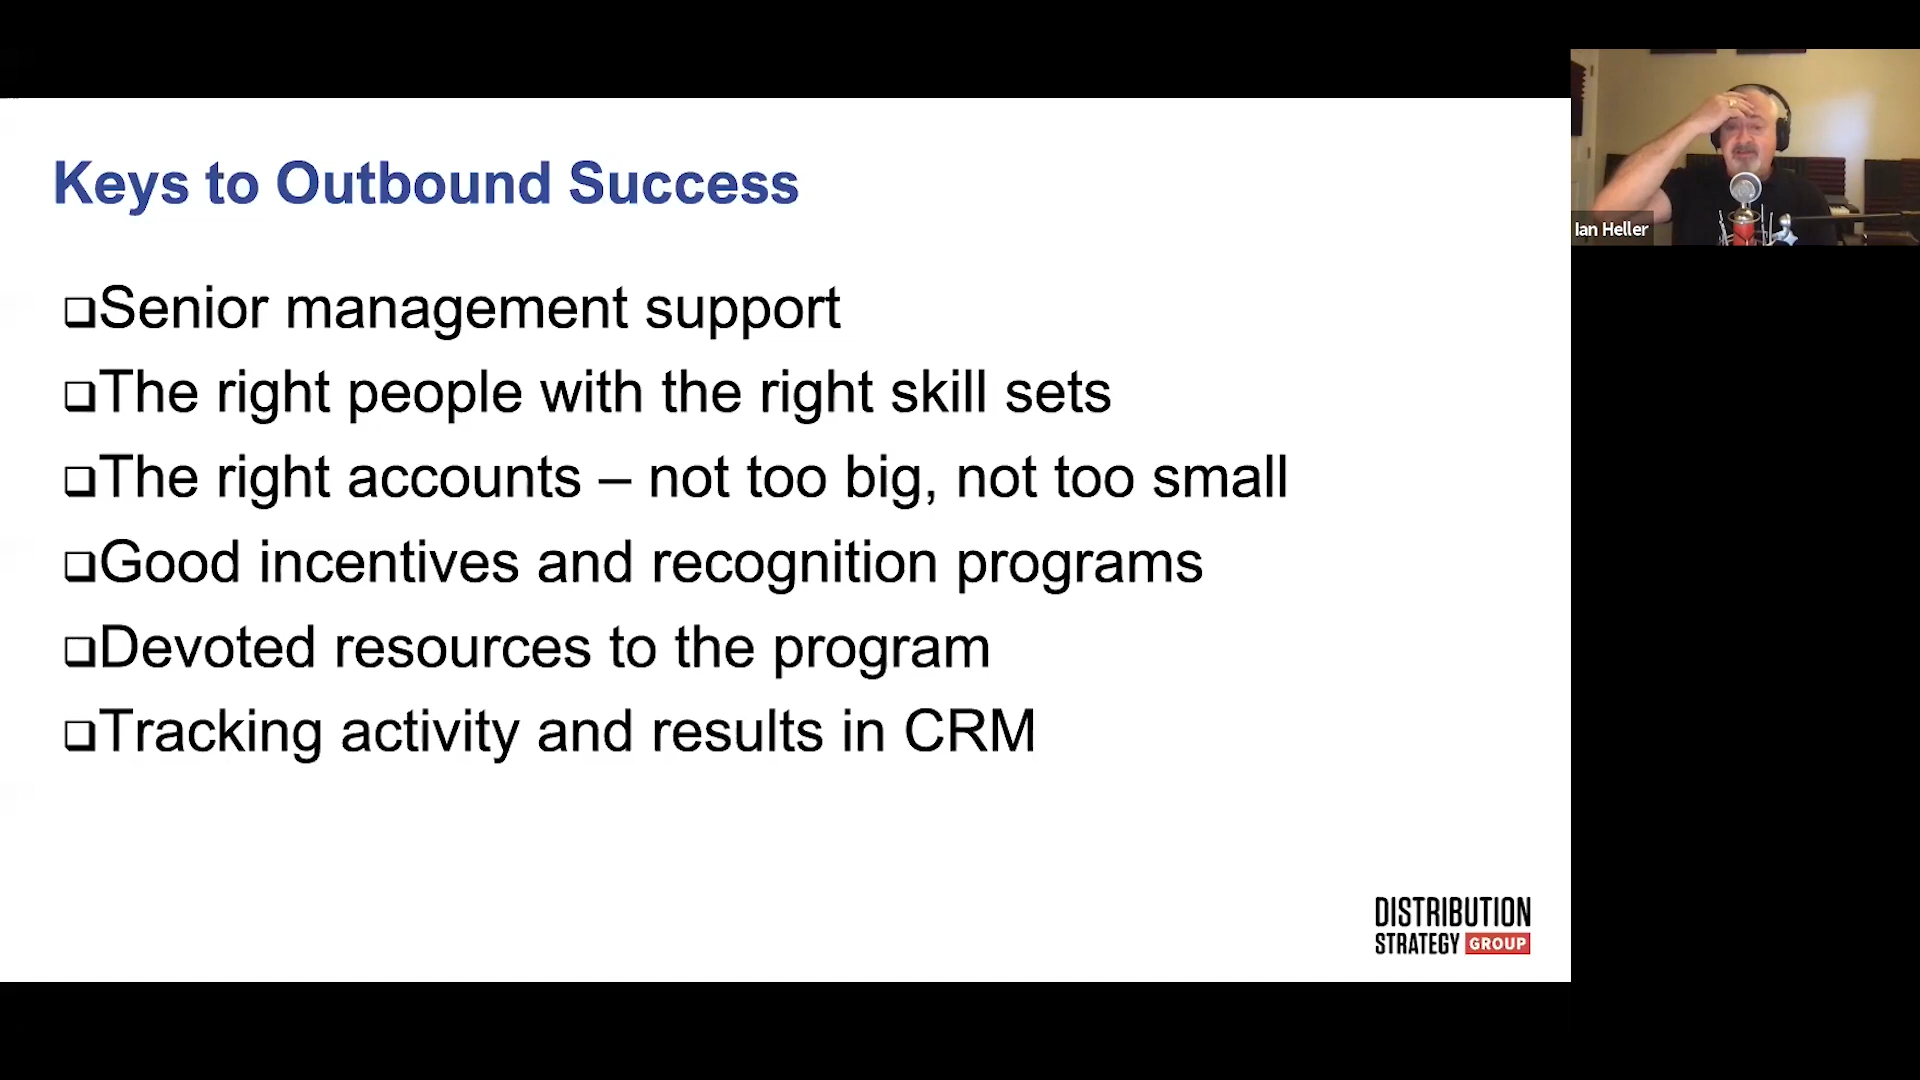 Keys to Outbound Success
Senior management support
The right people with the right skill sets
The right accounts – not too big, not too small
Good incentives and recognition programs
Devoted resources to the program
Tracking activity and results in CRM
DISTRIBUTION
STRATEGY GROUP
Ian Heller